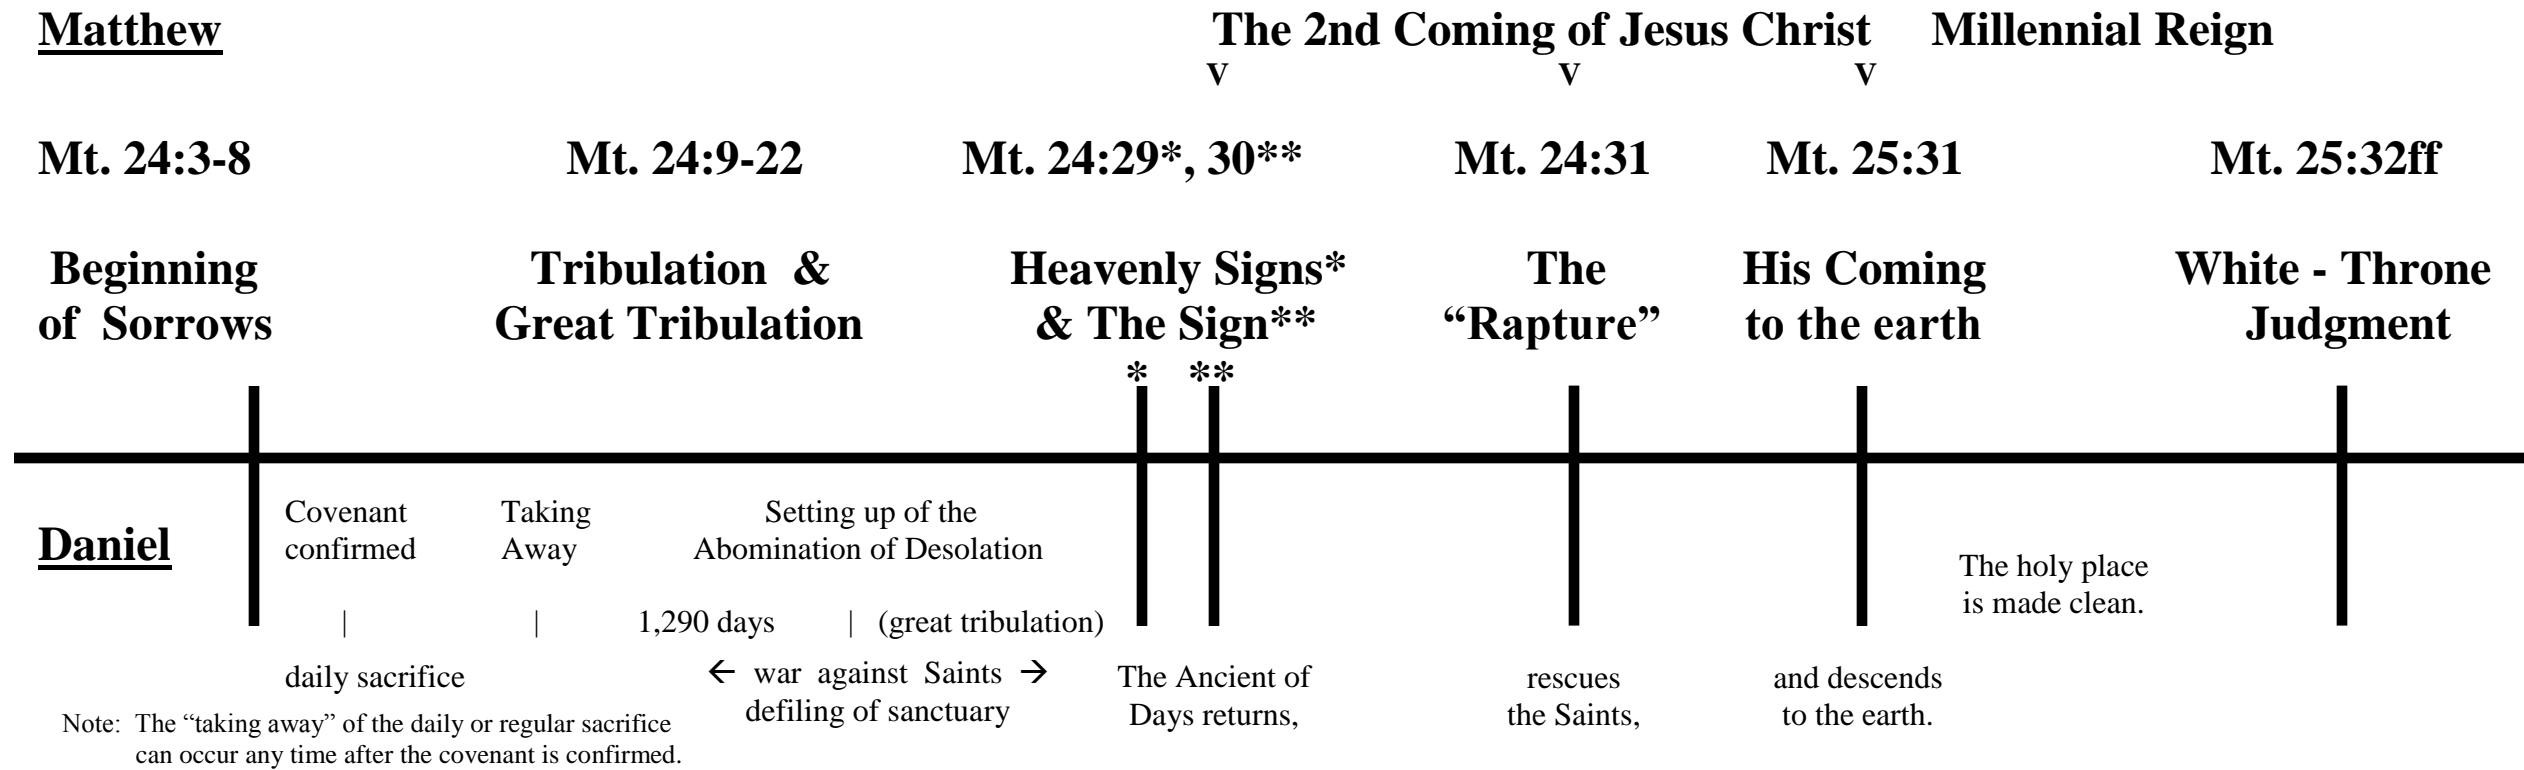 Matthew The 2nd Coming of Jesus Christ Millennial Reign
v v v
Mt. 24:3-8 Mt. 24:9-22 Mt. 24:29*, 30** Mt. 24:31 Mt. 25:31 Mt. 25:32ff
Beginning Tribulation & Heavenly Signs* The His Coming White - Throne
of Sorrows Great Tribulation & The Sign** “Rapture” to the earth Judgment
* **
Covenant Taking Setting up of the
Daniel confirmed Away Abomination of Desolation
The holy place
is made clean.
| | 1,290 days | (great tribulation)
daily sacrifice ← war against Saints → The Ancient of rescues and descends
defiling of sanctuary Days returns, the Saints, to the earth.
Note: The “taking away” of the daily or regular sacrifice
can occur any time after the covenant is confirmed.